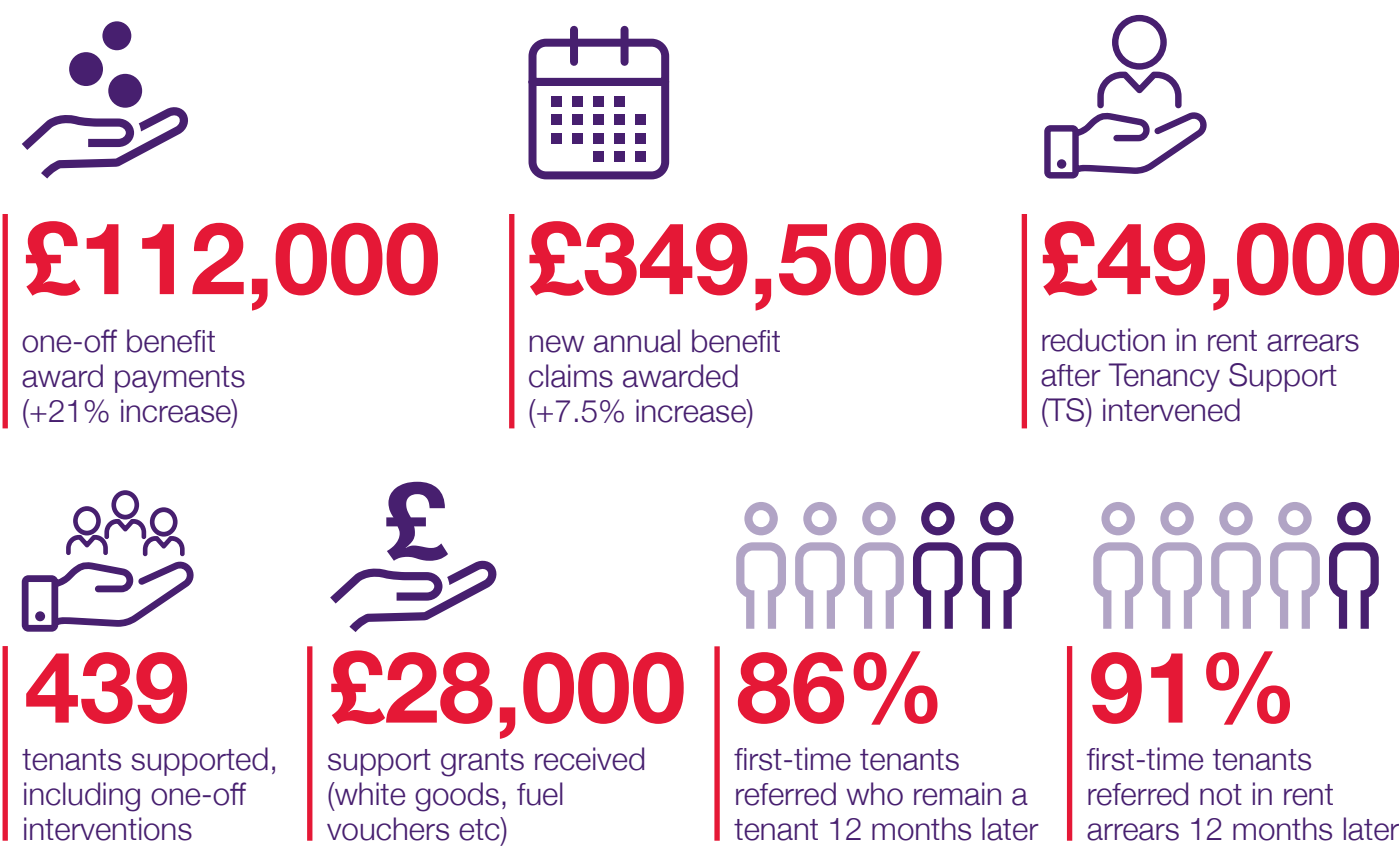 £112,000
one-off benefit
award payments
(+21% increase)
£349,500
new annual benefit
claims awarded
(+7.5% increase)
£49,000
reduction in rent arrears
after Tenancy Support
(TS) intervened
439
tenants supported,
including one-off
interventions
£
£28,000
support grants received
(white goods, fuel
vouchers etc)
86%
first-time tenants
referred who remain a
tenant 12 months later
91%
first-time tenants
referred not in rent
arrears 12 months later